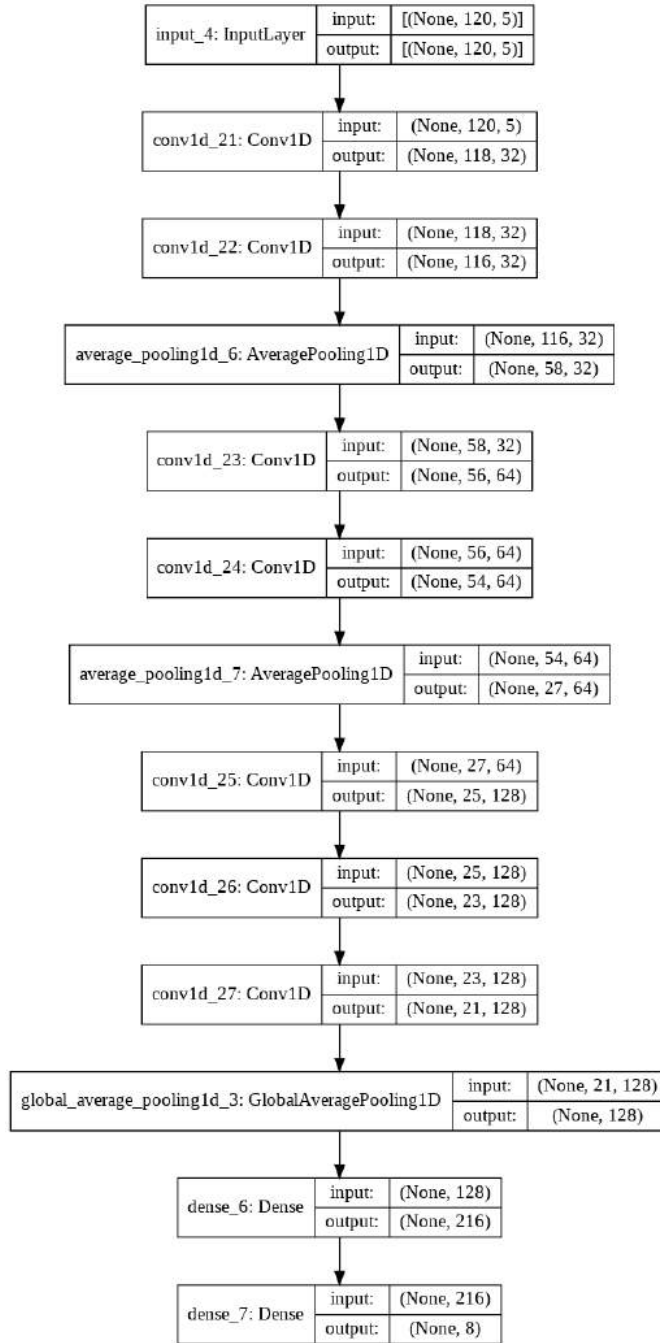 input_4: InputLayer
input: [(None, 120, 5)]
output: [(None, 120, 5)]
conv1d_21: Conv1D
input: (None, 120, 5)
output: (None, 118, 32)
conv1d_22: Conv1D
input: (None, 118, 32)
output: (None, 116, 32)
average_pooling1d_6: AveragePooling1D
input: (None, 116, 32)
output: (None, 58, 32)
conv1d_23: Conv1D
input: (None, 58, 32)
output: (None, 56, 64)
conv1d_24: Conv1D
input: (None, 56, 64)
output: (None, 54, 64)
average_pooling1d_7: AveragePooling1D
input: (None, 54, 64)
output: (None, 27, 64)
conv1d_25: Conv1D
input: (None, 27, 64)
output: (None, 25, 128)
conv1d_26: Conv1D
input: (None, 25, 128)
output: (None, 23, 128)
conv1d_27: Conv1D
input: (None, 23, 128)
output: (None, 21, 128)
global_average_pooling1d_3: GlobalAveragePooling1D
input: (None, 21, 128)
output: (None, 128)
dense_6: Dense
input: (None, 128)
output: (None, 216)
dense_7: Dense
input: (None, 216)
output: (None, 8)